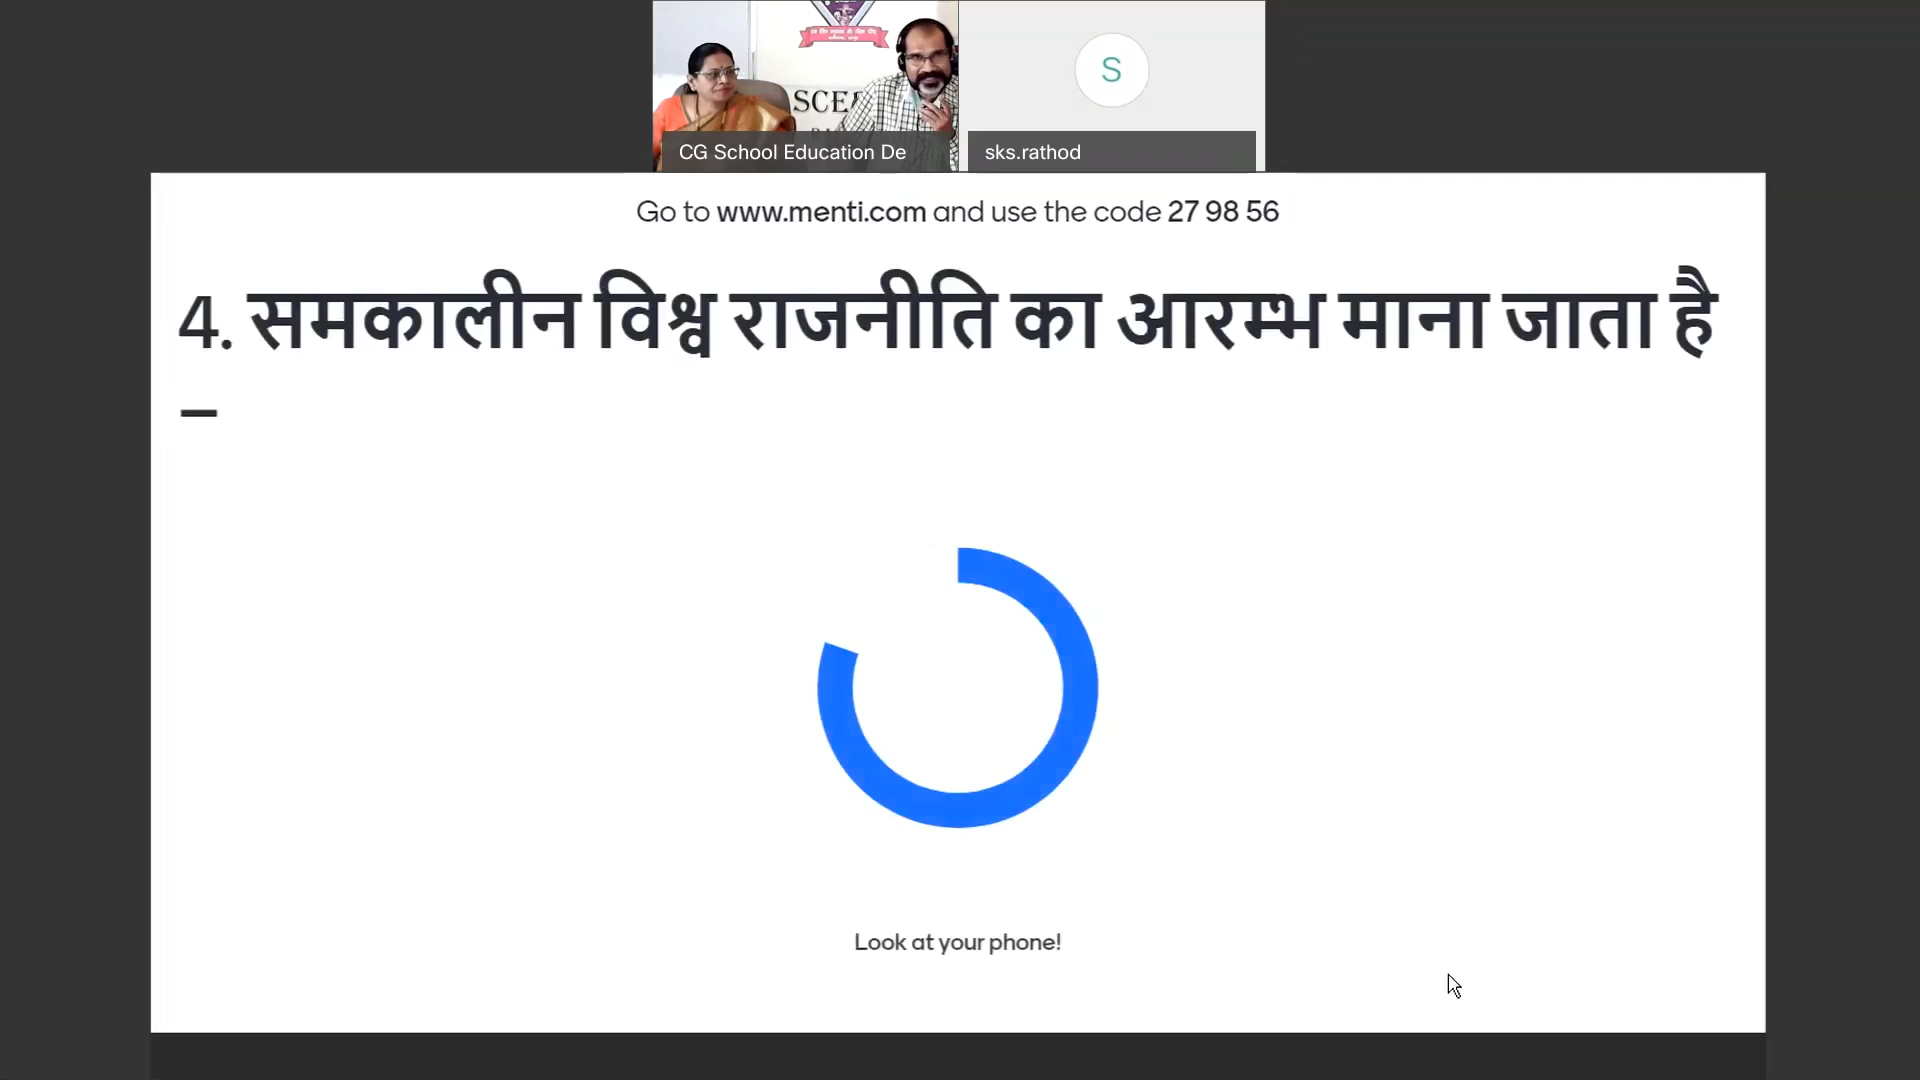 SCE
CG School Education De
S
sks.rathod
Go to www.menti.com and use the code 27 98 56
4. समकालीन विश्व राजनीति का आरम्भ माना जाता है
–
Look at your phone!